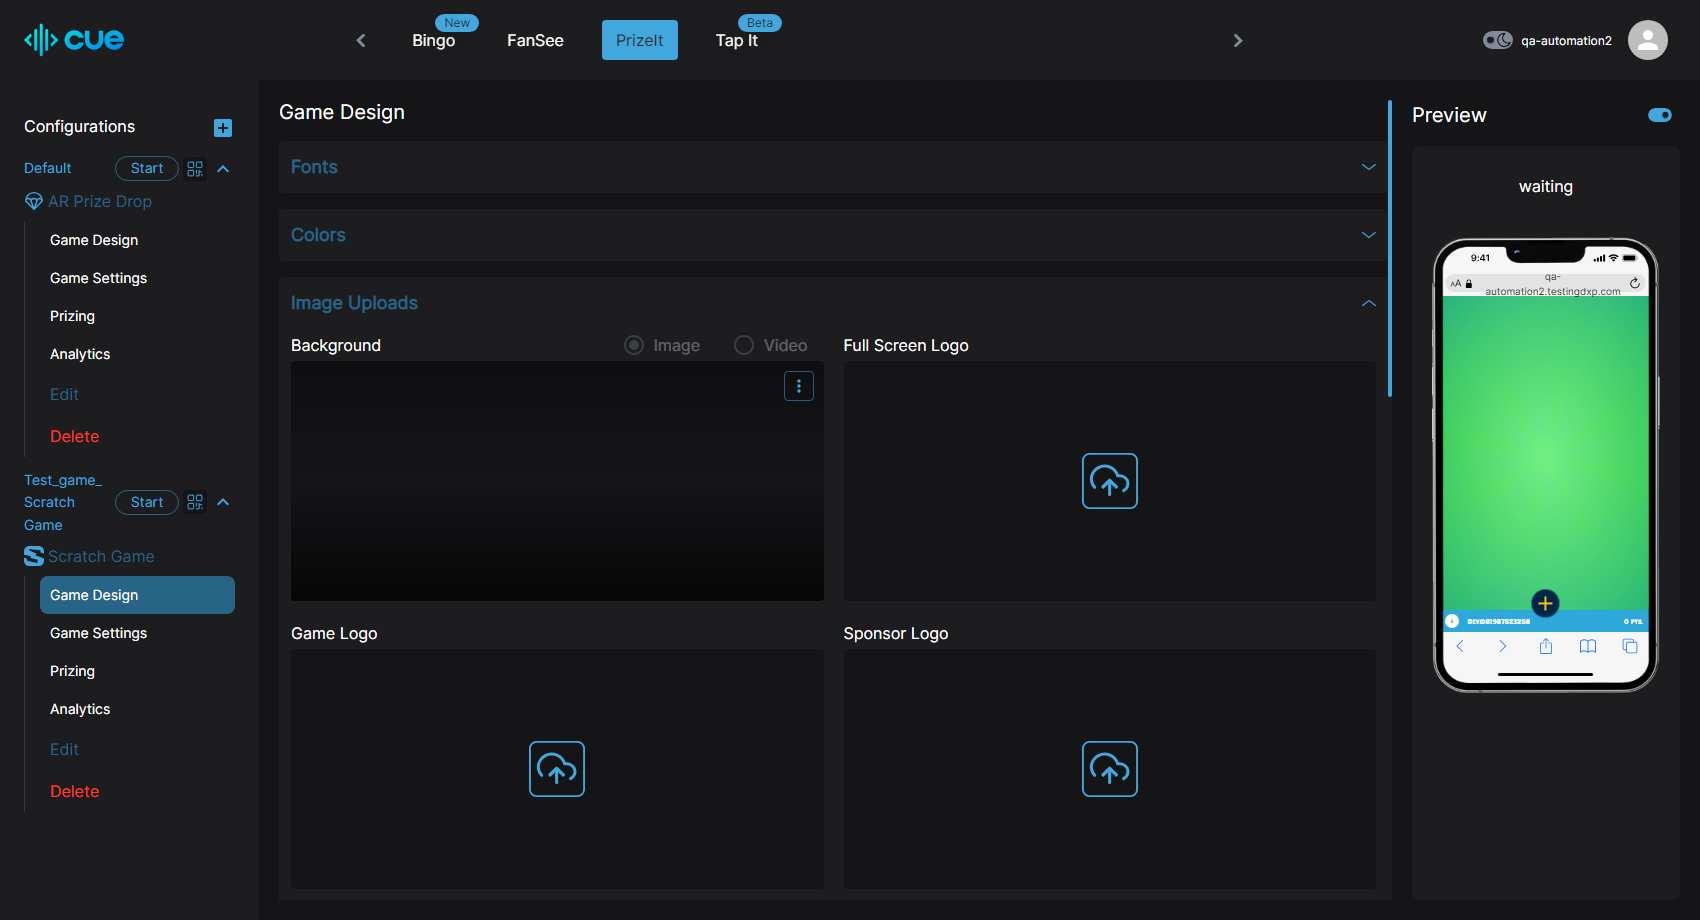 cue
New
Bingo
FanSee
PrizeIt
Beta
Tap It
qa-automation2
Configurations
Default
Start
AR Prize Drop
Game Design
Game Settings
Prizing
Analytics
Edit
Delete
Test_game_
Scratch
Game
Start
Scratch Game
Game Design
Game Settings
Prizing
Analytics
Edit
Delete
Game Design
Fonts
Colors
Image Uploads
Background
Image
Video
Full Screen Logo
Game Logo
Sponsor Logo
Preview
waiting
9:41
AA
qa-
automation2.testingdxp.com
0 PTS.